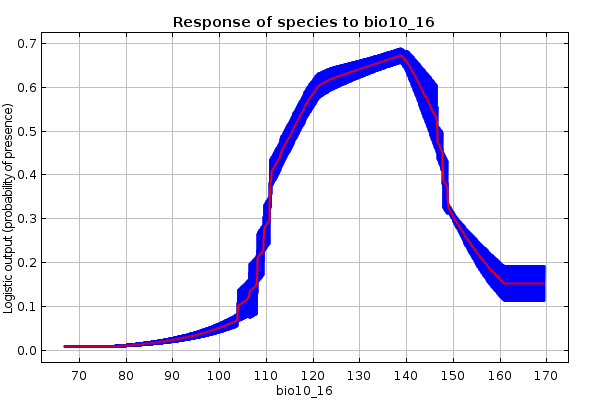 Response of species to bio10_16
Logistic output (probability of presence)
0.7
0.6
0.5
0.4
0.3
0.2
0.1
0.0
70 80 90 100 110 120 130 140 150 160 170
bio10_16